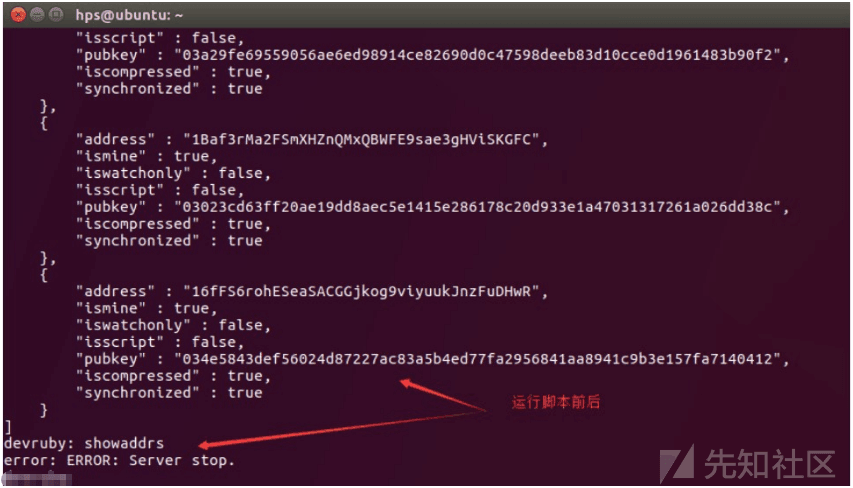 hps@ubuntu: ~
"isscript" : false,
"pubkey" : "03a29fe69559056ae6ed98914ce82690d0c47598deeb83d10cce0d1961483b90f2",
"iscompressed" : true,
"synchronized" : true
},
{
"address" : "1Baf3rMa2FSmXHZnQMxQBWFE9sae3gHViSKGFC",
"ismine" : true,
"iswatchonly" : false,
"isscript" : false,
"pubkey" : "03023cd63ff20ae19dd8aec5e1415e286178c20d933e1a47031317261a026dd38c",
"iscompressed" : true,
"synchronized" : true
},
{
"address" : "16fFS6rohESeaSACGGjkog9viyuukJnzFuDHwR",
"ismine" : true,
"iswatchonly" : false,
"isscript" : false,
"pubkey" : "034e5843def56024d87227ac83a5b4ed77fa2956841aa8941c9b3e157fa7140412",
"iscompressed" : true,
"synchronized" : true
}
]
运行脚本前后
devruby: showaddrs
error: ERROR: Server stop.
先知社区